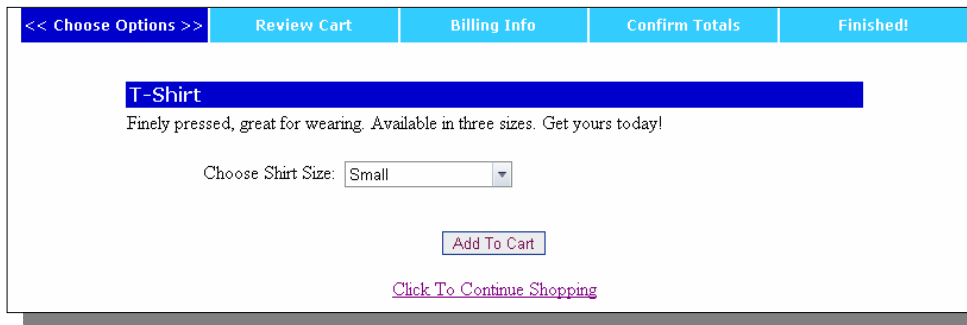 << Choose Options >> Review Cart Billing Info Confirm Totals Finished!
T-Shirt
Finely pressed, great for wearing. Available in three sizes. Get yours today!
Choose Shirt Size: Small
Add To Cart
Click To Continue Shopping